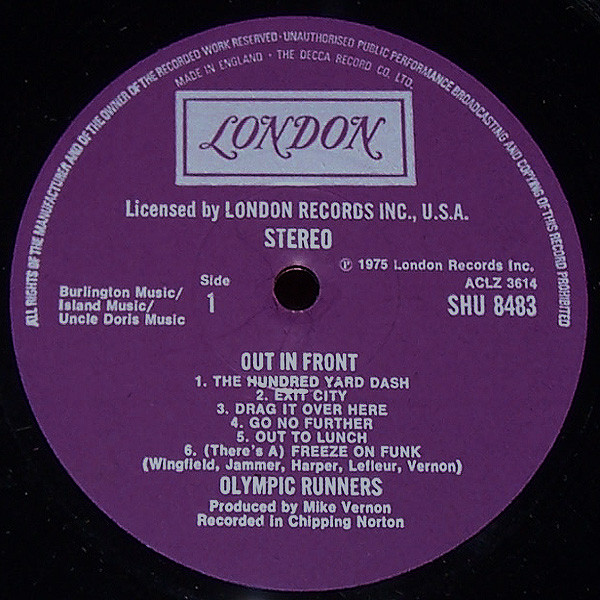 ALL RIGHTS OF THE MANUFACTURER AND OF THE OWNER OF THE RECORDED WORK RESERVED · UNAUTHORISED PUBLIC PERFORMANCE BROADCASTING AND COPYING OF THIS RECORD PROHIBITED
MADE IN ENGLAND · THE DECCA RECORD CO. LTD.
LONDON
Licensed by LONDON RECORDS INC., U.S.A.
STEREO
℗ 1975 London Records Inc.
ACLZ 3614
SHU 8483
Side
1
Burlington Music/
Island Music/
Uncle Doris Music
OUT IN FRONT
1. THE HUNDRED YARD DASH
2. EXIT CITY
3. DRAG IT OVER HERE
4. GO NO FURTHER
5. OUT TO LUNCH
6. (There's A) FREEZE ON FUNK
(Wingfield, Jammer, Harper, Lefleur, Vernon)
OLYMPIC RUNNERS
Produced by Mike Vernon
Recorded in Chipping Norton